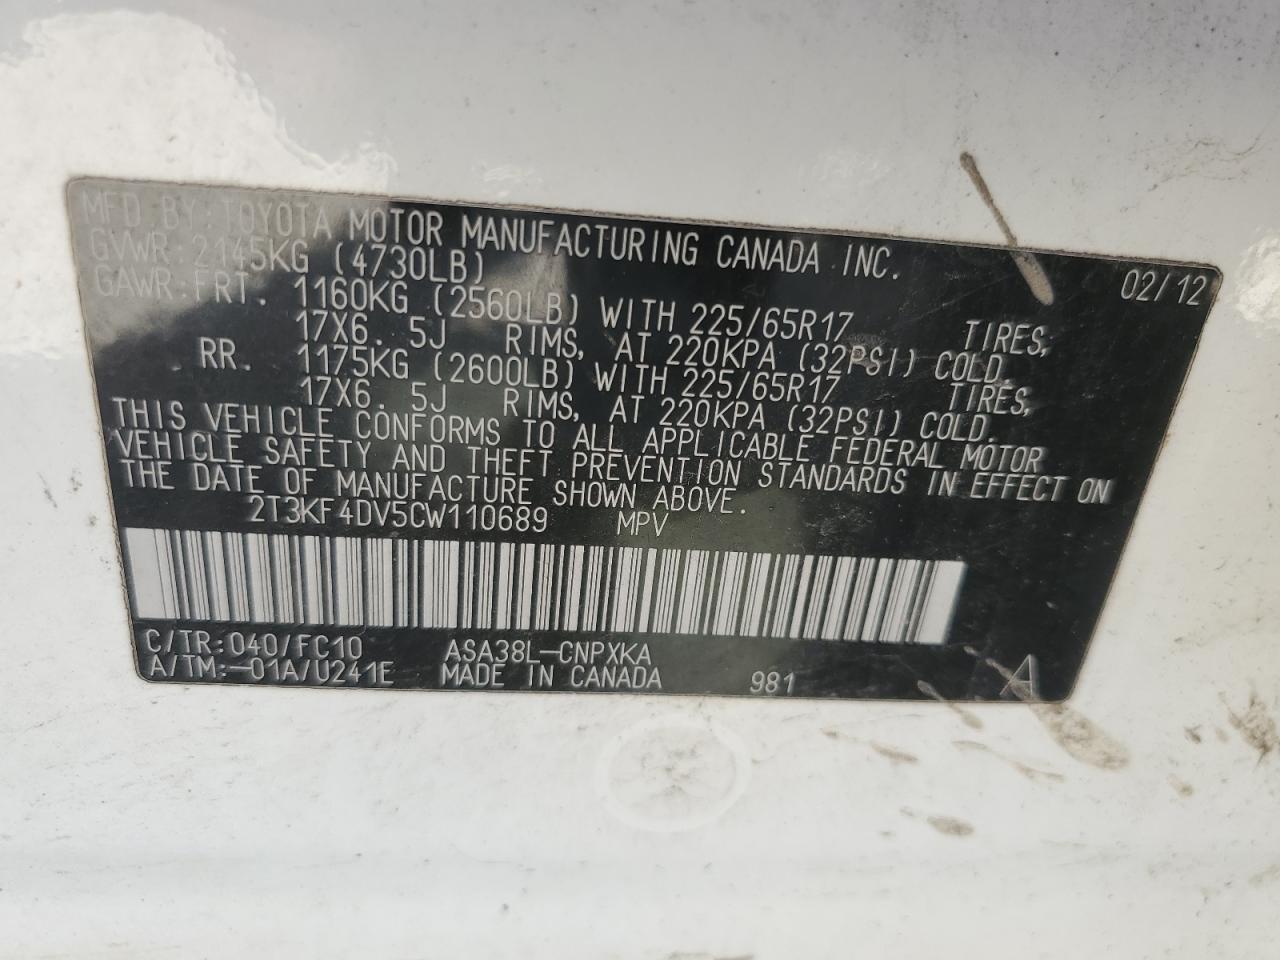 MFD BY: TOYOTA MOTOR MANUFACTURING CANADA INC. 02/12
GVWR: 2145KG (4730LB)
GAWR: FRT. 1160KG (2560LB) WITH 225/65R17 TIRES,
17X6. 5J RIMS, AT 220KPA (32PSI) COLD.
RR. 1175KG (2600LB) WITH 225/65R17 TIRES,
17X6. 5J RIMS, AT 220KPA (32PSI) COLD.
THIS VEHICLE CONFORMS TO ALL APPLICABLE FEDERAL MOTOR
VEHICLE SAFETY AND THEFT PREVENTION STANDARDS IN EFFECT ON
THE DATE OF MANUFACTURE SHOWN ABOVE.
2T3KF4DV5CW110689 MPV
C/TR:040/FC10 ASA38L-CNPXKA
A/TM:-01A/U241E MADE IN CANADA 981 A